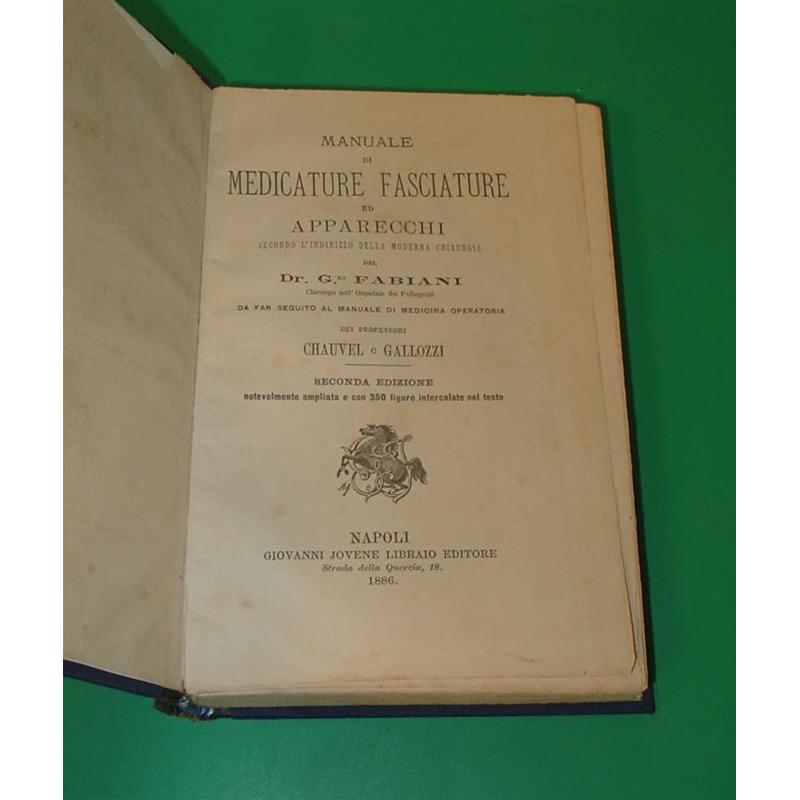 MANUALE
DI
MEDICATURE FASCIATURE
ED
APPARECCHI
SECONDO L'INDIRIZZO DELLA MODERNA CHIRURGIA
DEL
Dr. G.no FABIANI
Chirurgo nell' Ospedale dei Pellegrini
DA FAR SEGUITO AL MANUALE DI MEDICINA OPERATORIA
DEI PROFESSORI
CHAUVEL e GALLOZZI
SECONDA EDIZIONE
notevolmente ampliata e con 350 figure intercalate nel testo
NAPOLI
GIOVANNI JOVENE LIBRAIO EDITORE
Strada della Quercia, 18.
1886.